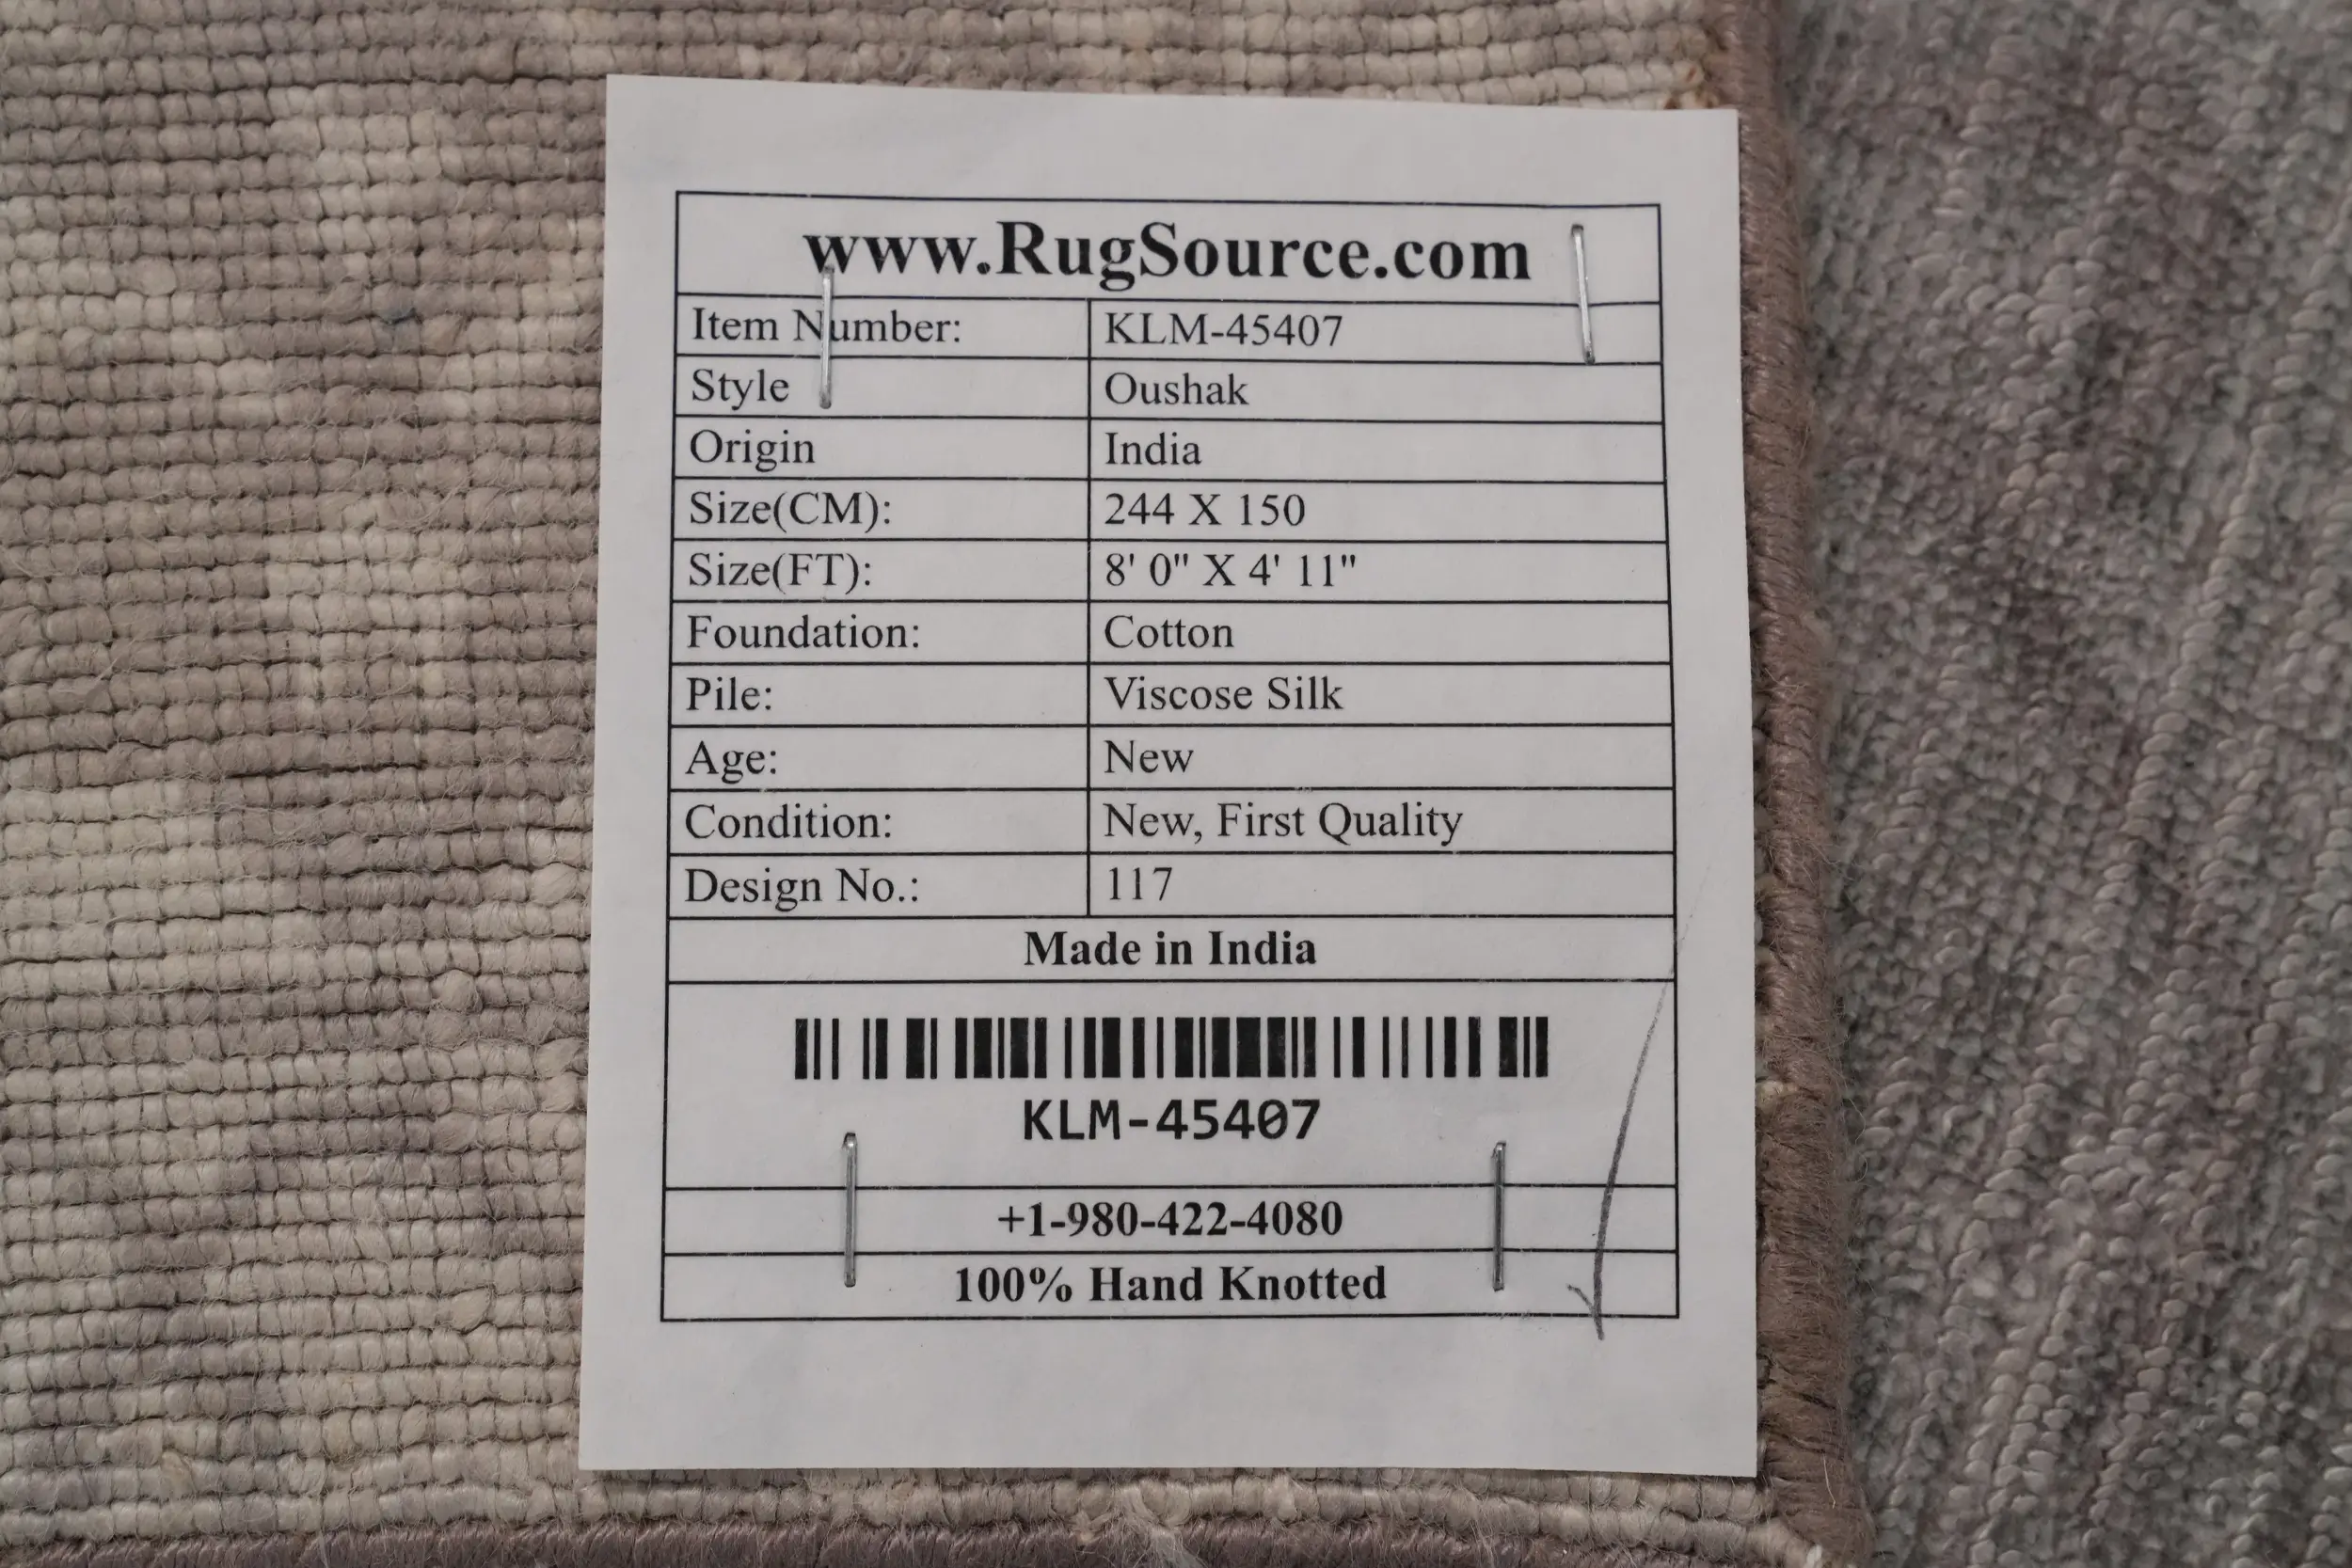 www.RugSource.com
Item Number: KLM-45407
Style Oushak
Origin India
Size(CM): 244 X 150
Size(FT): 8' 0" X 4' 11"
Foundation: Cotton
Pile: Viscose Silk
Age: New
Condition: New, First Quality
Design No.: 117
Made in India
KLM-45407
+1-980-422-4080
100% Hand Knotted